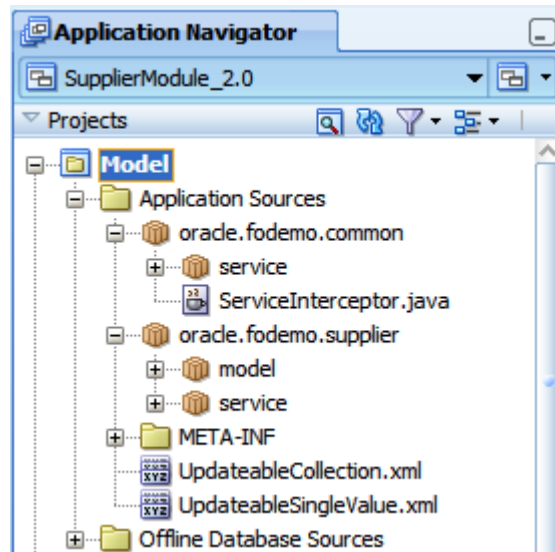 Application Navigator
SupplierModule_2.0
Projects
Model
Application Sources
oracle.fodemo.common
service
ServiceInterceptor.java
oracle.fodemo.supplier
model
service
META-INF
UpdateableCollection.xml
UpdateableSingleValue.xml
Offline Database Sources